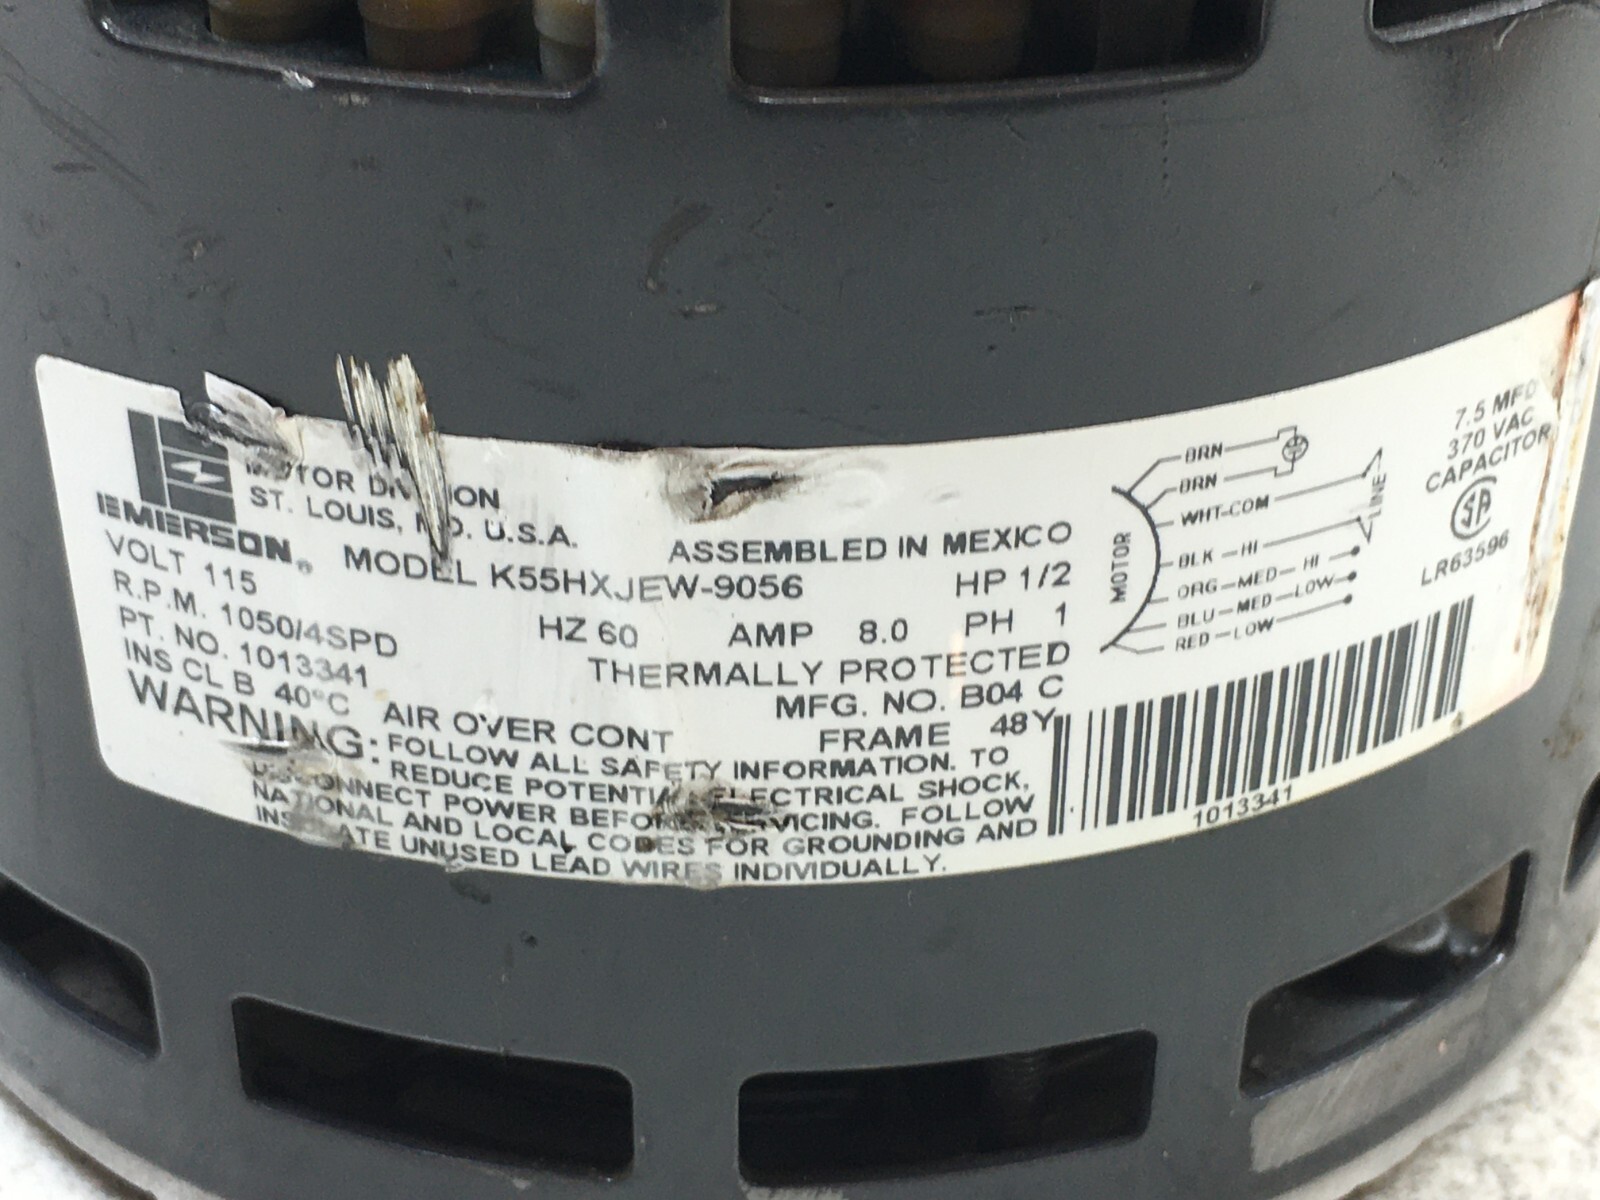 EMERSON®
MOTOR DIVISION
ST. LOUIS, MO. U.S.A.
ASSEMBLED IN MEXICO
MODEL K55HXJEW-9056
VOLT 115
HP 1/2
R.P.M. 1050/4SPD
HZ 60
AMP 8.0
PH 1
PT. NO. 1013341
THERMALLY PROTECTED
INS CL B 40°C
AIR OVER CONT
MFG. NO. B04 C
FRAME 48Y
WARNING: FOLLOW ALL SAFETY INFORMATION. TO
REDUCE POTENTIAL ELECTRICAL SHOCK,
DISCONNECT POWER BEFORE SERVICING. FOLLOW
NATIONAL AND LOCAL CODES FOR GROUNDING AND
INSULATE UNUSED LEAD WIRES INDIVIDUALLY.
MOTOR
BRN
BRN
WHT-COM
BLK - HI
ORG-MED- HI
BLU-MED-LOW
RED-LOW
LINE
7.5 MFD
370 VAC
CAPACITOR
SA
LR63596
1013341